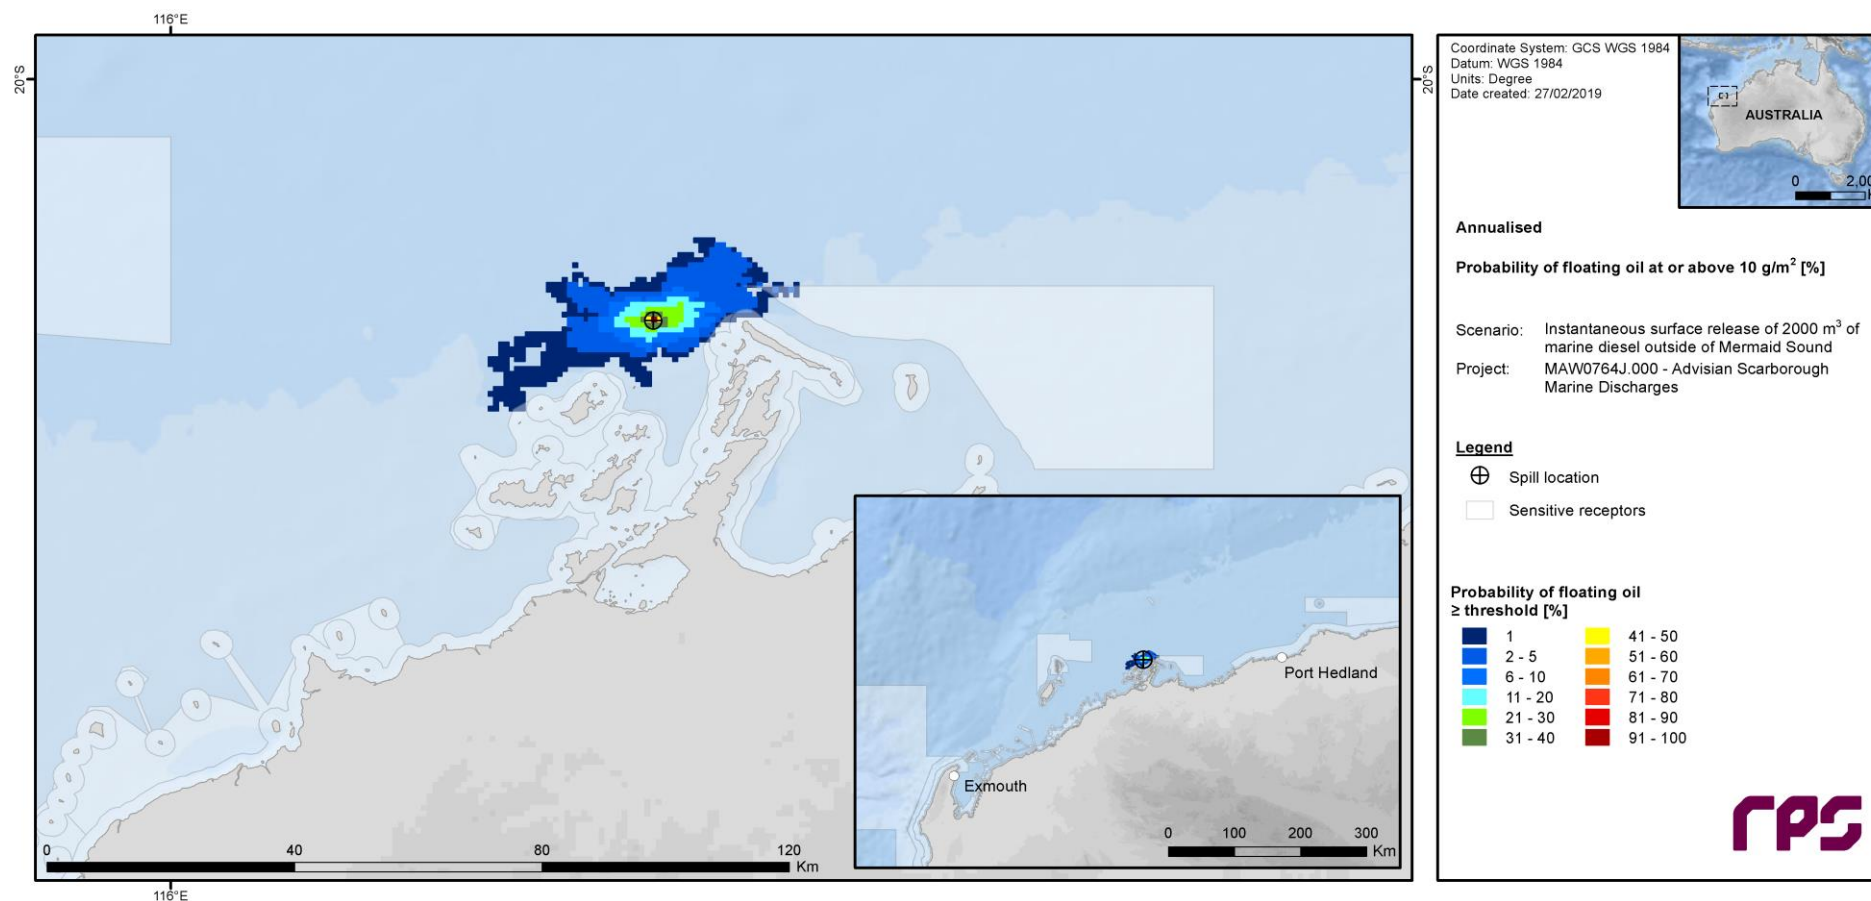 116°E
20°S
20°S
116°E
0 40 80 120
Km
Port Hedland
Exmouth
0 100 200 300
Km
Coordinate System: GCS WGS 1984
Datum: WGS 1984
Units: Degree
Date created: 27/02/2019
AUSTRALIA
0 2,00
Annualised
Probability of floating oil at or above 10 g/m² [%]
Scenario: Instantaneous surface release of 2000 m³ of
marine diesel outside of Mermaid Sound
Project: MAW0764J.000 - Advisian Scarborough
Marine Discharges
Legend
Spill location
Sensitive receptors
Probability of floating oil
≥ threshold [%]
1 41 - 50
2 - 5 51 - 60
6 - 10 61 - 70
11 - 20 71 - 80
21 - 30 81 - 90
31 - 40 91 - 100
rps